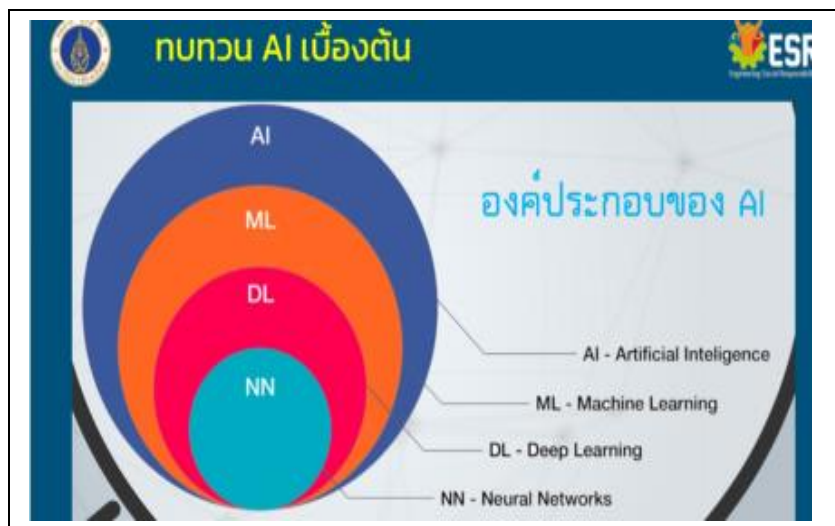 ทบทวน AI เบื้องต้น
ESR
AI
ML
DL
NN
องค์ประกอบของ AI
AI - Artificial Inteligence
ML - Machine Learning
DL - Deep Learning
NN - Neural Networks